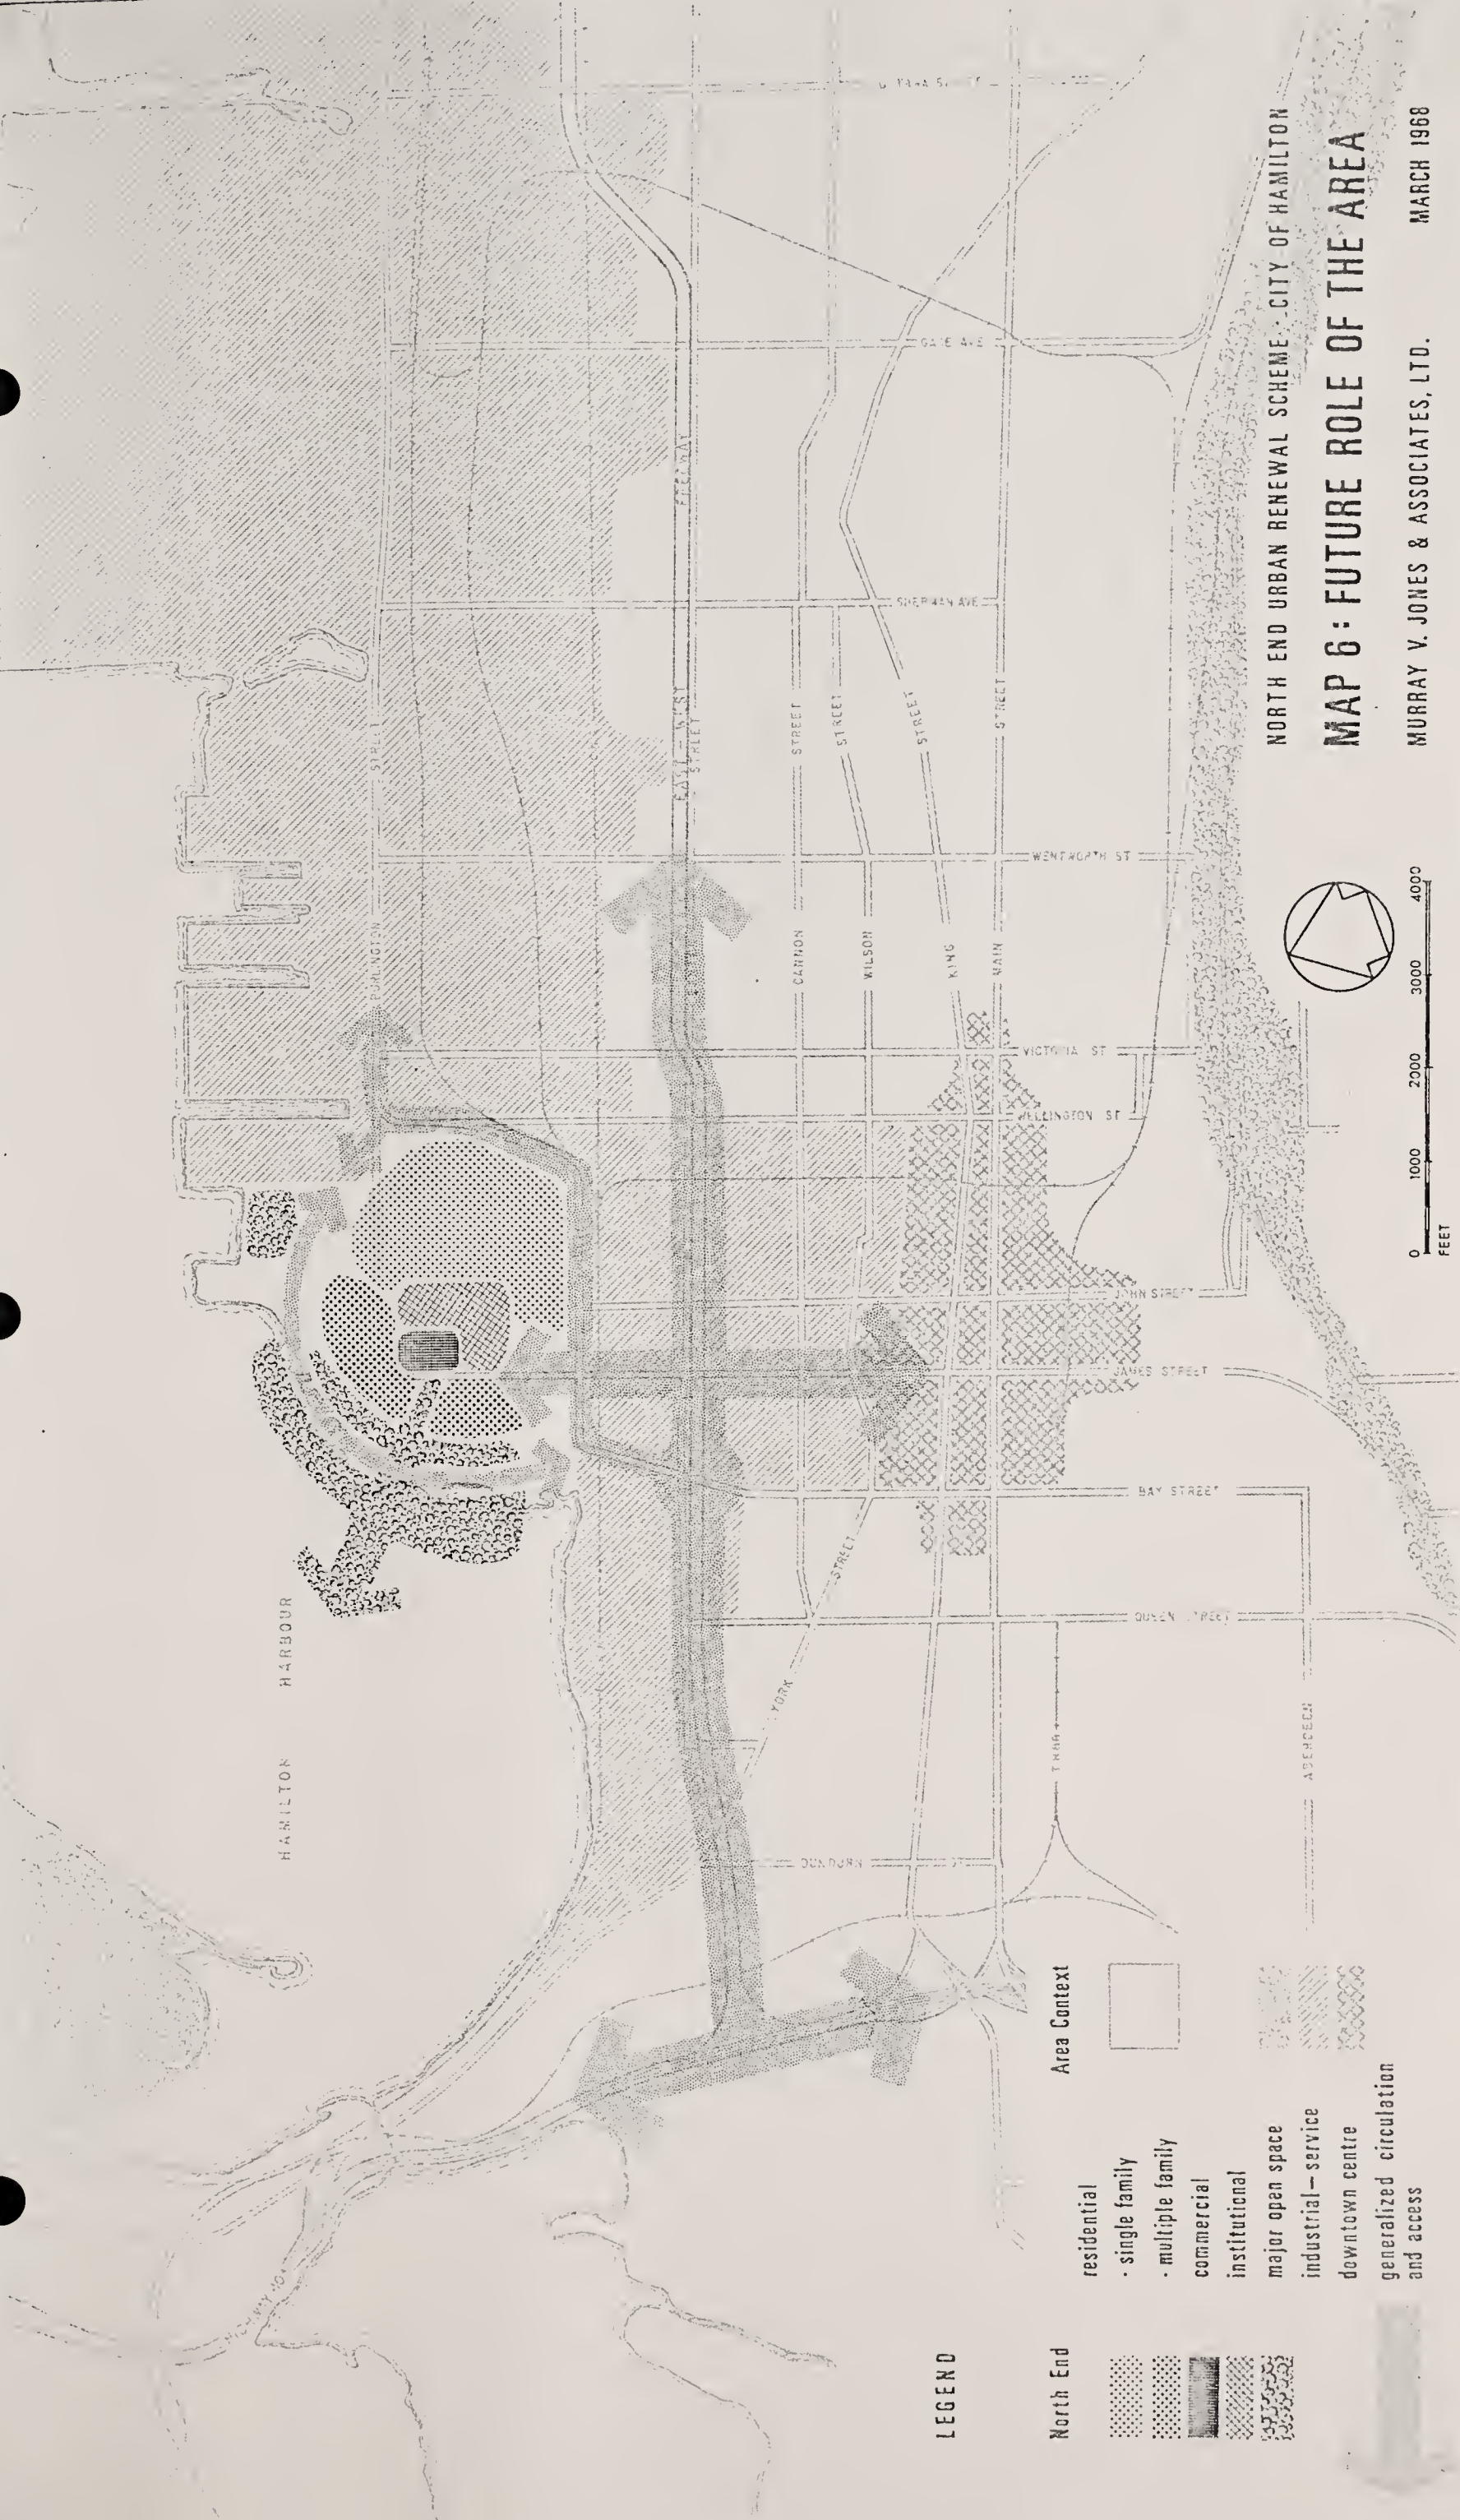 HAMILTON HARBOUR
BURLINGTON STREET
EAST-WEST FREEWAY
STREET
CANNON STREET
WILSON STREET
KING STREET
MAIN STREET
YORK STREET
ABERDEEN
DUNDURN ST
QUEEN STREET
BAY STREET
JAMES STREET
JOHN STREET
WELLINGTON ST
VICTORIA ST
WENTWORTH ST
SHERMAN AVE
GAGE AVE
LEGEND
North End
Area Context
residential
· single family
· multiple family
commercial
institutional
major open space
industrial – service
downtown centre
generalized circulation
and access
0 1000 2000 3000 4000
FEET
NORTH END URBAN RENEWAL SCHEME · CITY OF HAMILTON
MAP 6 : FUTURE ROLE OF THE AREA
MURRAY V. JONES & ASSOCIATES, LTD. MARCH 1968